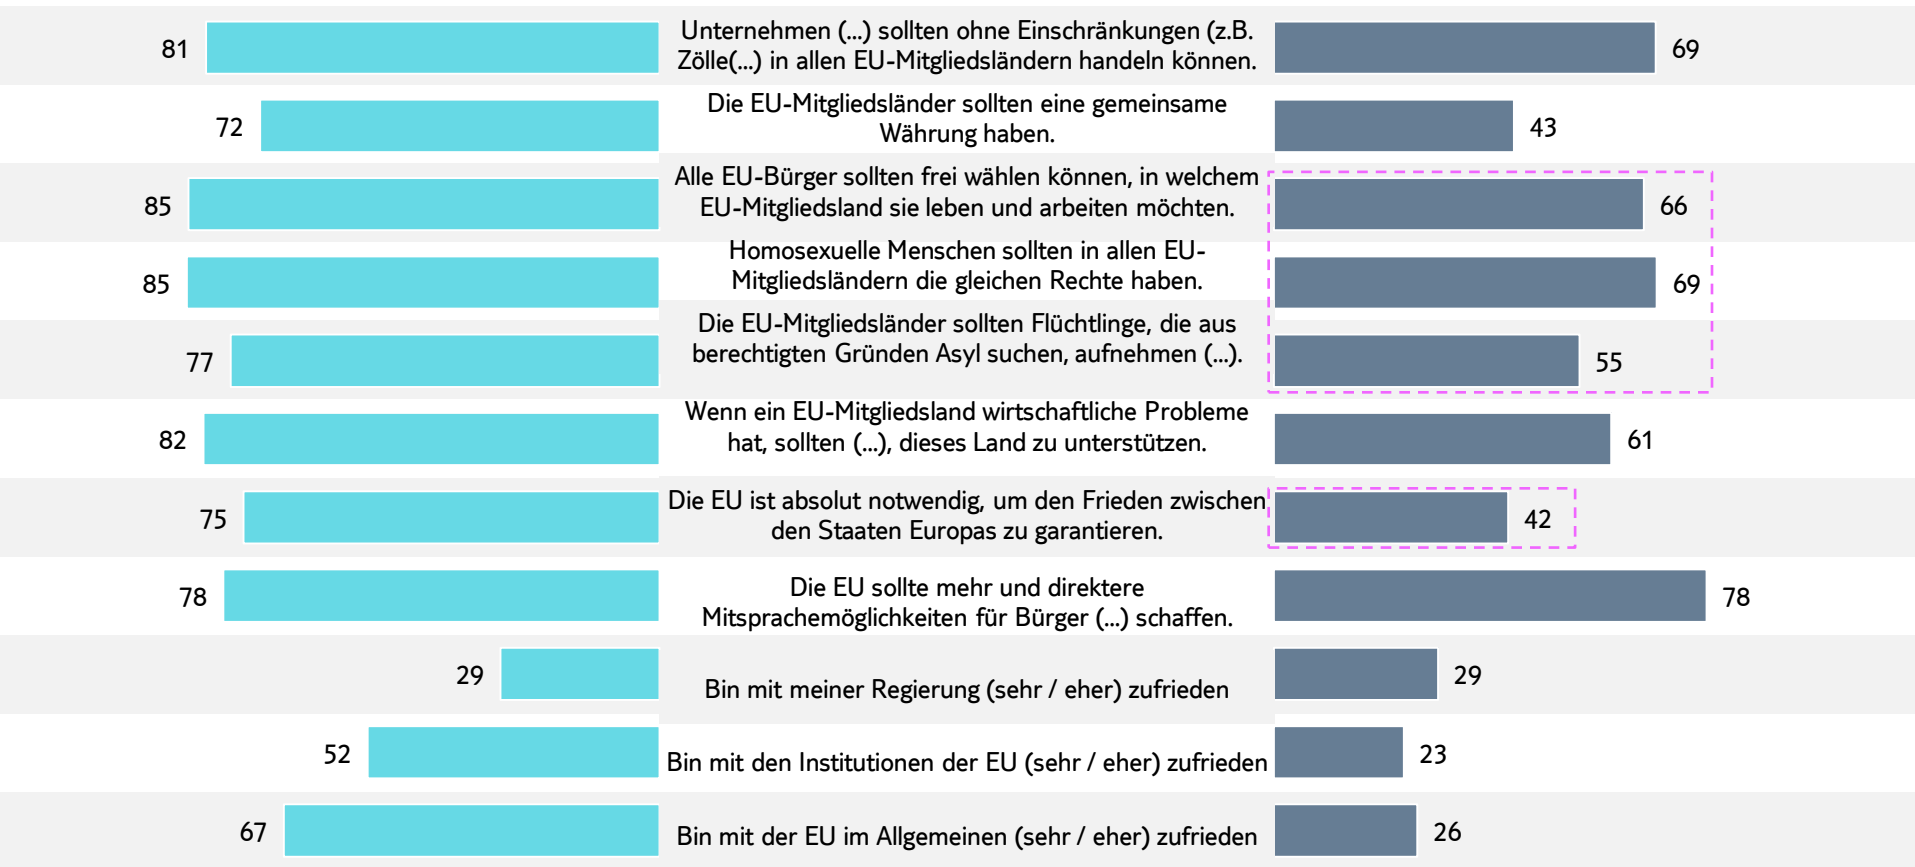 81
Unternehmen (...) sollten ohne Einschränkungen (z.B.
Zölle(...) in allen EU-Mitgliedsländern handeln können.
69
72
Die EU-Mitgliedsländer sollten eine gemeinsame
Währung haben.
43
85
Alle EU-Bürger sollten frei wählen können, in welchem
EU-Mitgliedsland sie leben und arbeiten möchten.
66
85
Homosexuelle Menschen sollten in allen EU-
Mitgliedsländern die gleichen Rechte haben.
69
77
Die EU-Mitgliedsländer sollten Flüchtlinge, die aus
berechtigten Gründen Asyl suchen, aufnehmen (...).
55
82
Wenn ein EU-Mitgliedsland wirtschaftliche Probleme
hat, sollten (...), dieses Land zu unterstützen.
61
75
Die EU ist absolut notwendig, um den Frieden zwischen
den Staaten Europas zu garantieren.
42
78
Die EU sollte mehr und direktere
Mitsprachemöglichkeiten für Bürger (...) schaffen.
78
29
Bin mit meiner Regierung (sehr / eher) zufrieden
29
52
Bin mit den Institutionen der EU (sehr / eher) zufrieden
23
67
Bin mit der EU im Allgemeinen (sehr / eher) zufrieden
26